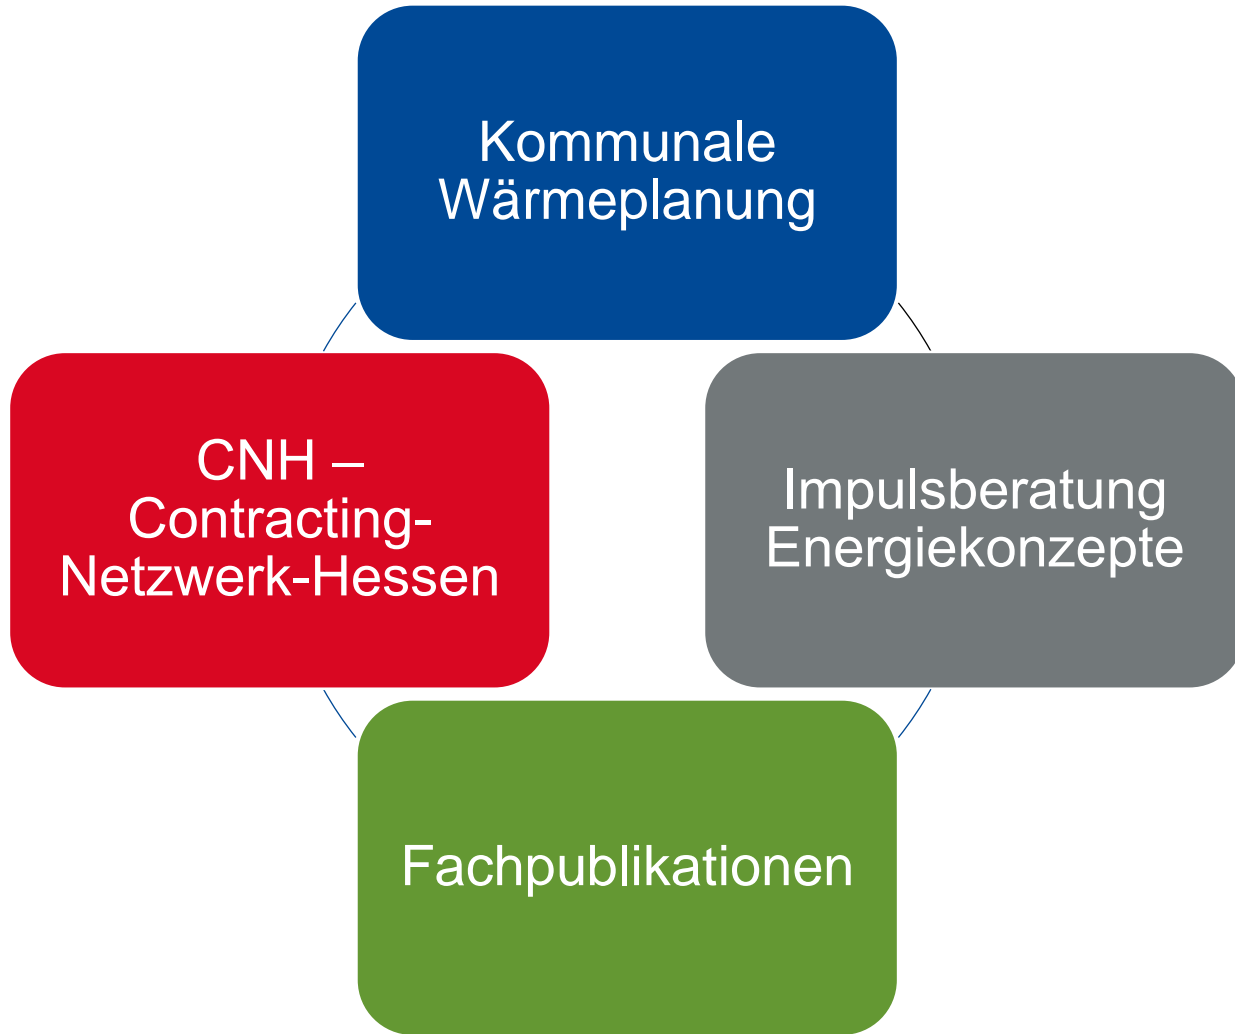 Kommunale
Wärmeplanung
CNH –
Contracting-
Netzwerk-Hessen
Impulsberatung
Energiekonzepte
Fachpublikationen